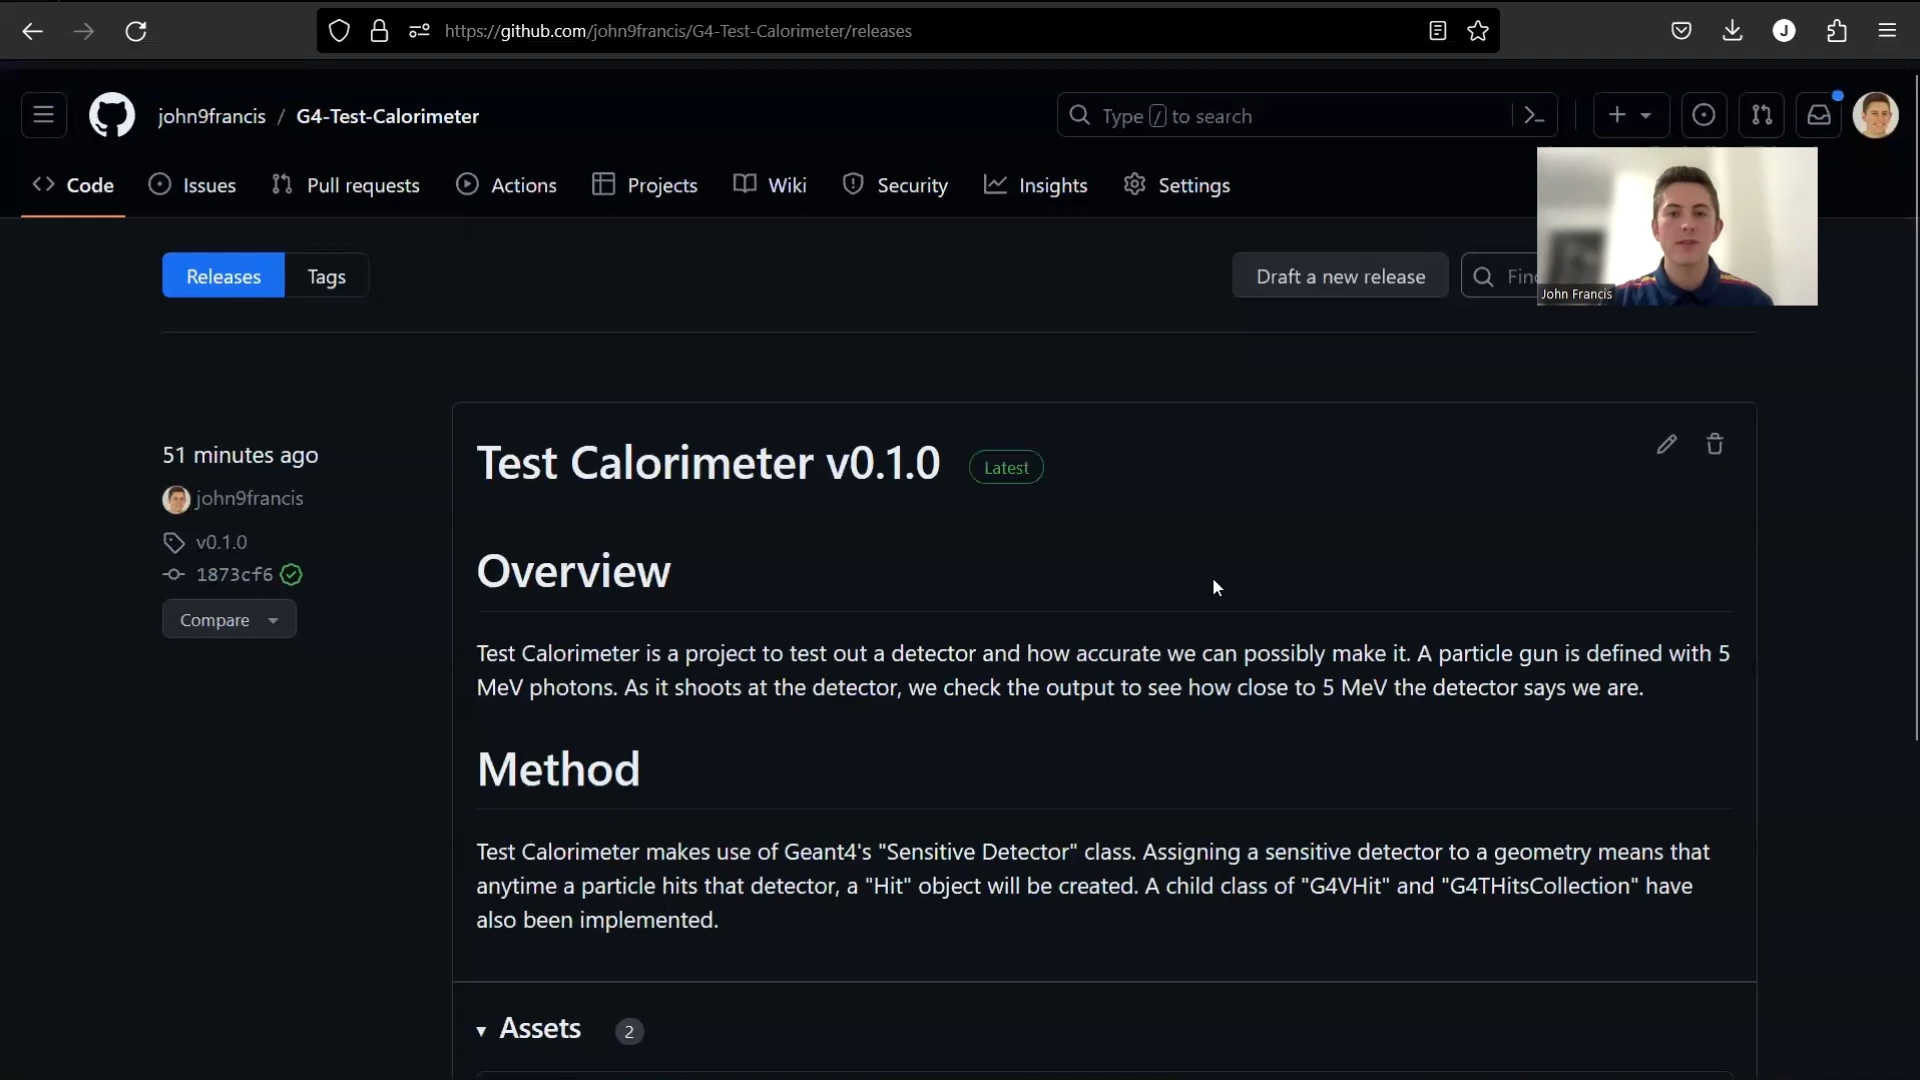 https://github.com/john9francis/G4-Test-Calorimeter/releases
J
john9francis / G4-Test-Calorimeter
Type / to search
Code Issues Pull requests Actions Projects Wiki Security Insights Settings
Releases Tags
Draft a new release
John Francis
51 minutes ago
john9francis
v0.1.0
1873cf6
Compare
Test Calorimeter v0.1.0 Latest
Overview
Test Calorimeter is a project to test out a detector and how accurate we can possibly make it. A particle gun is defined with 5
MeV photons. As it shoots at the detector, we check the output to see how close to 5 MeV the detector says we are.
Method
Test Calorimeter makes use of Geant4's "Sensitive Detector" class. Assigning a sensitive detector to a geometry means that
anytime a particle hits that detector, a "Hit" object will be created. A child class of "G4VHit" and "G4THitsCollection" have
also been implemented.
Assets 2